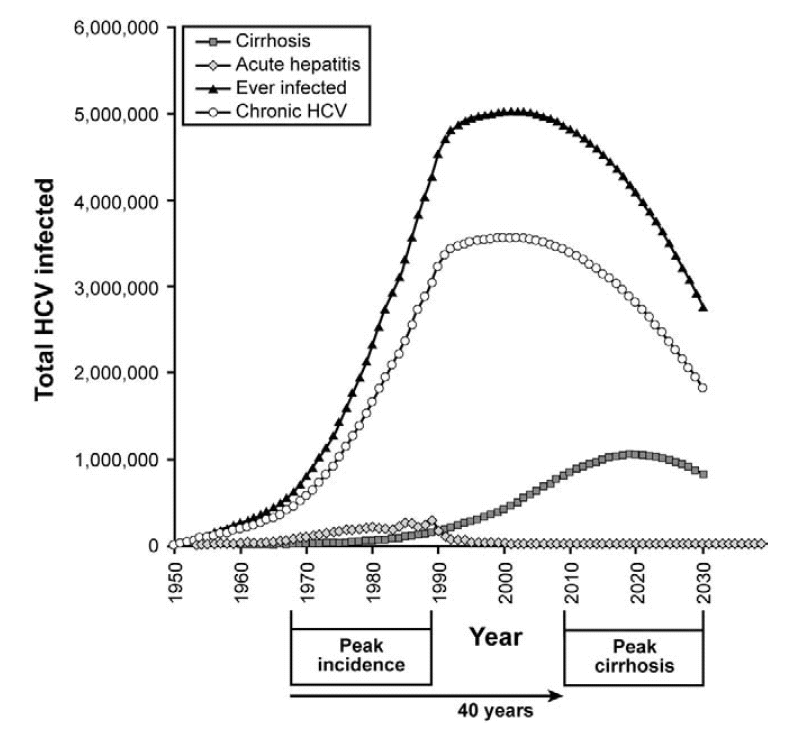 6,000,000
5,000,000
4,000,000
3,000,000
2,000,000
1,000,000
0
Total HCV infected
Cirrhosis
Acute hepatitis
Ever infected
Chronic HCV
1950
1960
1970
1980
1990
2000
2010
2020
2030
Year
Peak
incidence
Peak
cirrhosis
40 years